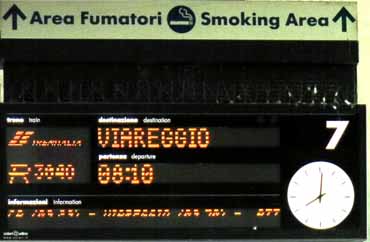 Area Fumatori Smoking Area
treno train
destinazione destination
TRENITALIA
VIAREGGIO
7
partenza departure
R 3040
08:10
informazioni information